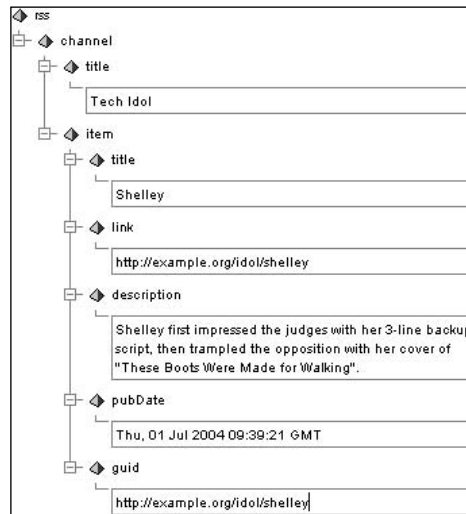 rss
channel
title
Tech Idol
item
title
Shelley
link
http://example.org/idol/shelley
description
Shelley first impressed the judges with her 3-line backup
script, then trampled the opposition with her cover of
"These Boots Were Made for Walking".
pubDate
Thu, 01 Jul 2004 09:39:21 GMT
guid
http://example.org/idol/shelley